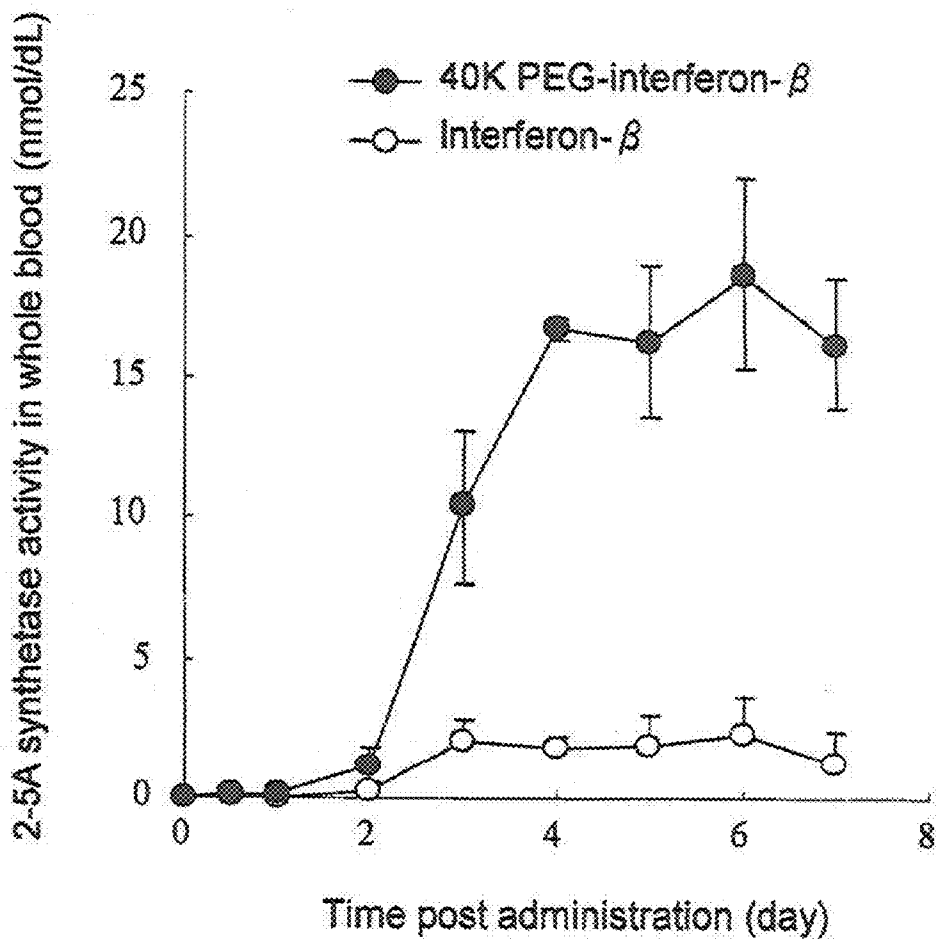 2-5A synthetase activity in whole blood (nmol/dL)
40K PEG-interferon-β
Interferon-β
25
20
15
10
5
0
0 2 4 6 8
Time post administration (day)